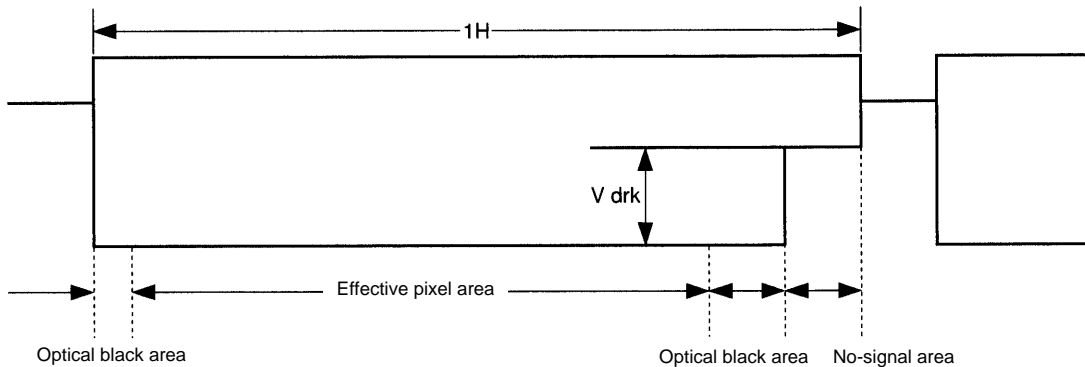 1H
V drk
Effective pixel area
Optical black area
Optical black area
No-signal area